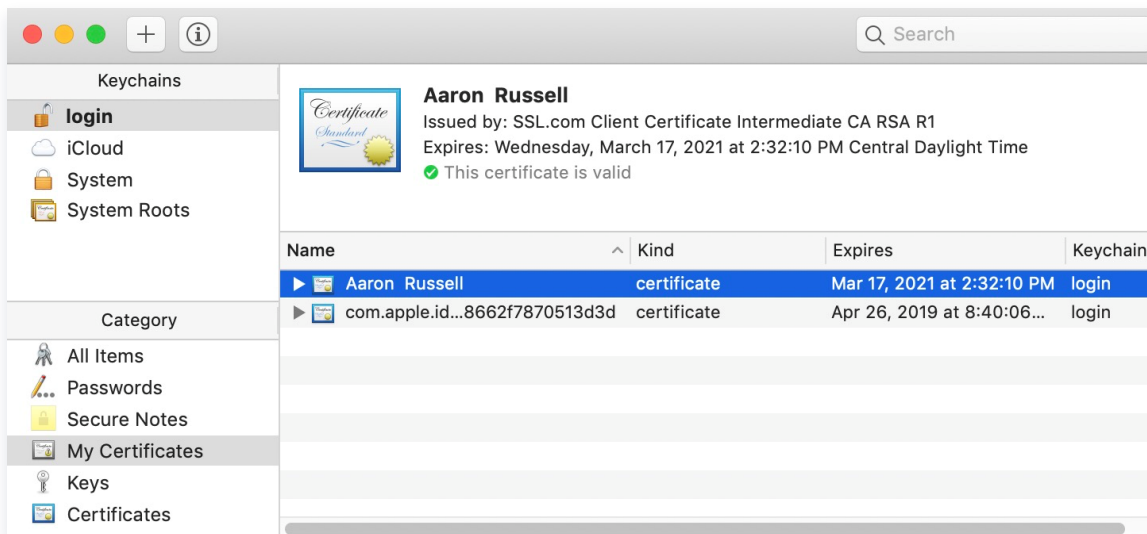 Search
Keychains
login
iCloud
System
System Roots
Certificate
Standard
Aaron Russell
Issued by: SSL.com Client Certificate Intermediate CA RSA R1
Expires: Wednesday, March 17, 2021 at 2:32:10 PM Central Daylight Time
This certificate is valid
Name Kind Expires Keychain
Aaron Russell certificate Mar 17, 2021 at 2:32:10 PM login
com.apple.id...8662f7870513d3d certificate Apr 26, 2019 at 8:40:06... login
Category
All Items
Passwords
Secure Notes
My Certificates
Keys
Certificates